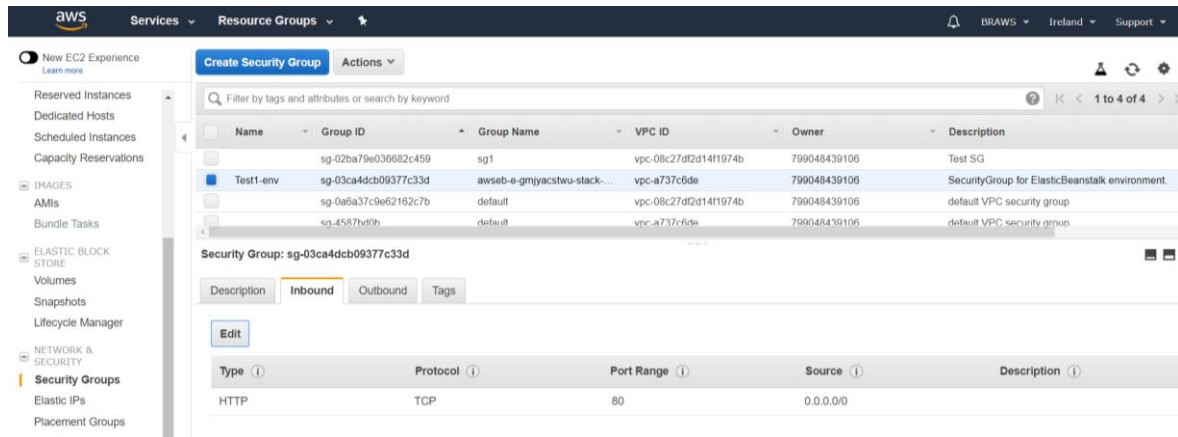 aws Services Resource Groups BRAWS Ireland Support
New EC2 Experience
Learn more
Reserved Instances
Dedicated Hosts
Scheduled Instances
Capacity Reservations
IMAGES
AMIs
Bundle Tasks
ELASTIC BLOCK
STORE
Volumes
Snapshots
Lifecycle Manager
NETWORK &
SECURITY
Security Groups
Elastic IPs
Placement Groups
Create Security Group Actions
Filter by tags and attributes or search by keyword 1 to 4 of 4
Name Group ID Group Name VPC ID Owner Description
sg-02ba79e036682c459 sg1 vpc-08c27df2d14f1974b 799048439106 Test SG
Test1-env sg-03ca4dcb09377c33d awseb-e-gmjyacstwu-stack-... vpc-a737c6de 799048439106 SecurityGroup for ElasticBeanstalk environment.
sg-0a6a37c9e62162c7b default vpc-08c27df2d14f1974b 799048439106 default VPC security group
sg-4587bd0b default vpc-a737c6de 799048439106 default VPC security group
Security Group: sg-03ca4dcb09377c33d
Description Inbound Outbound Tags
Edit
Type Protocol Port Range Source Description
HTTP TCP 80 0.0.0.0/0